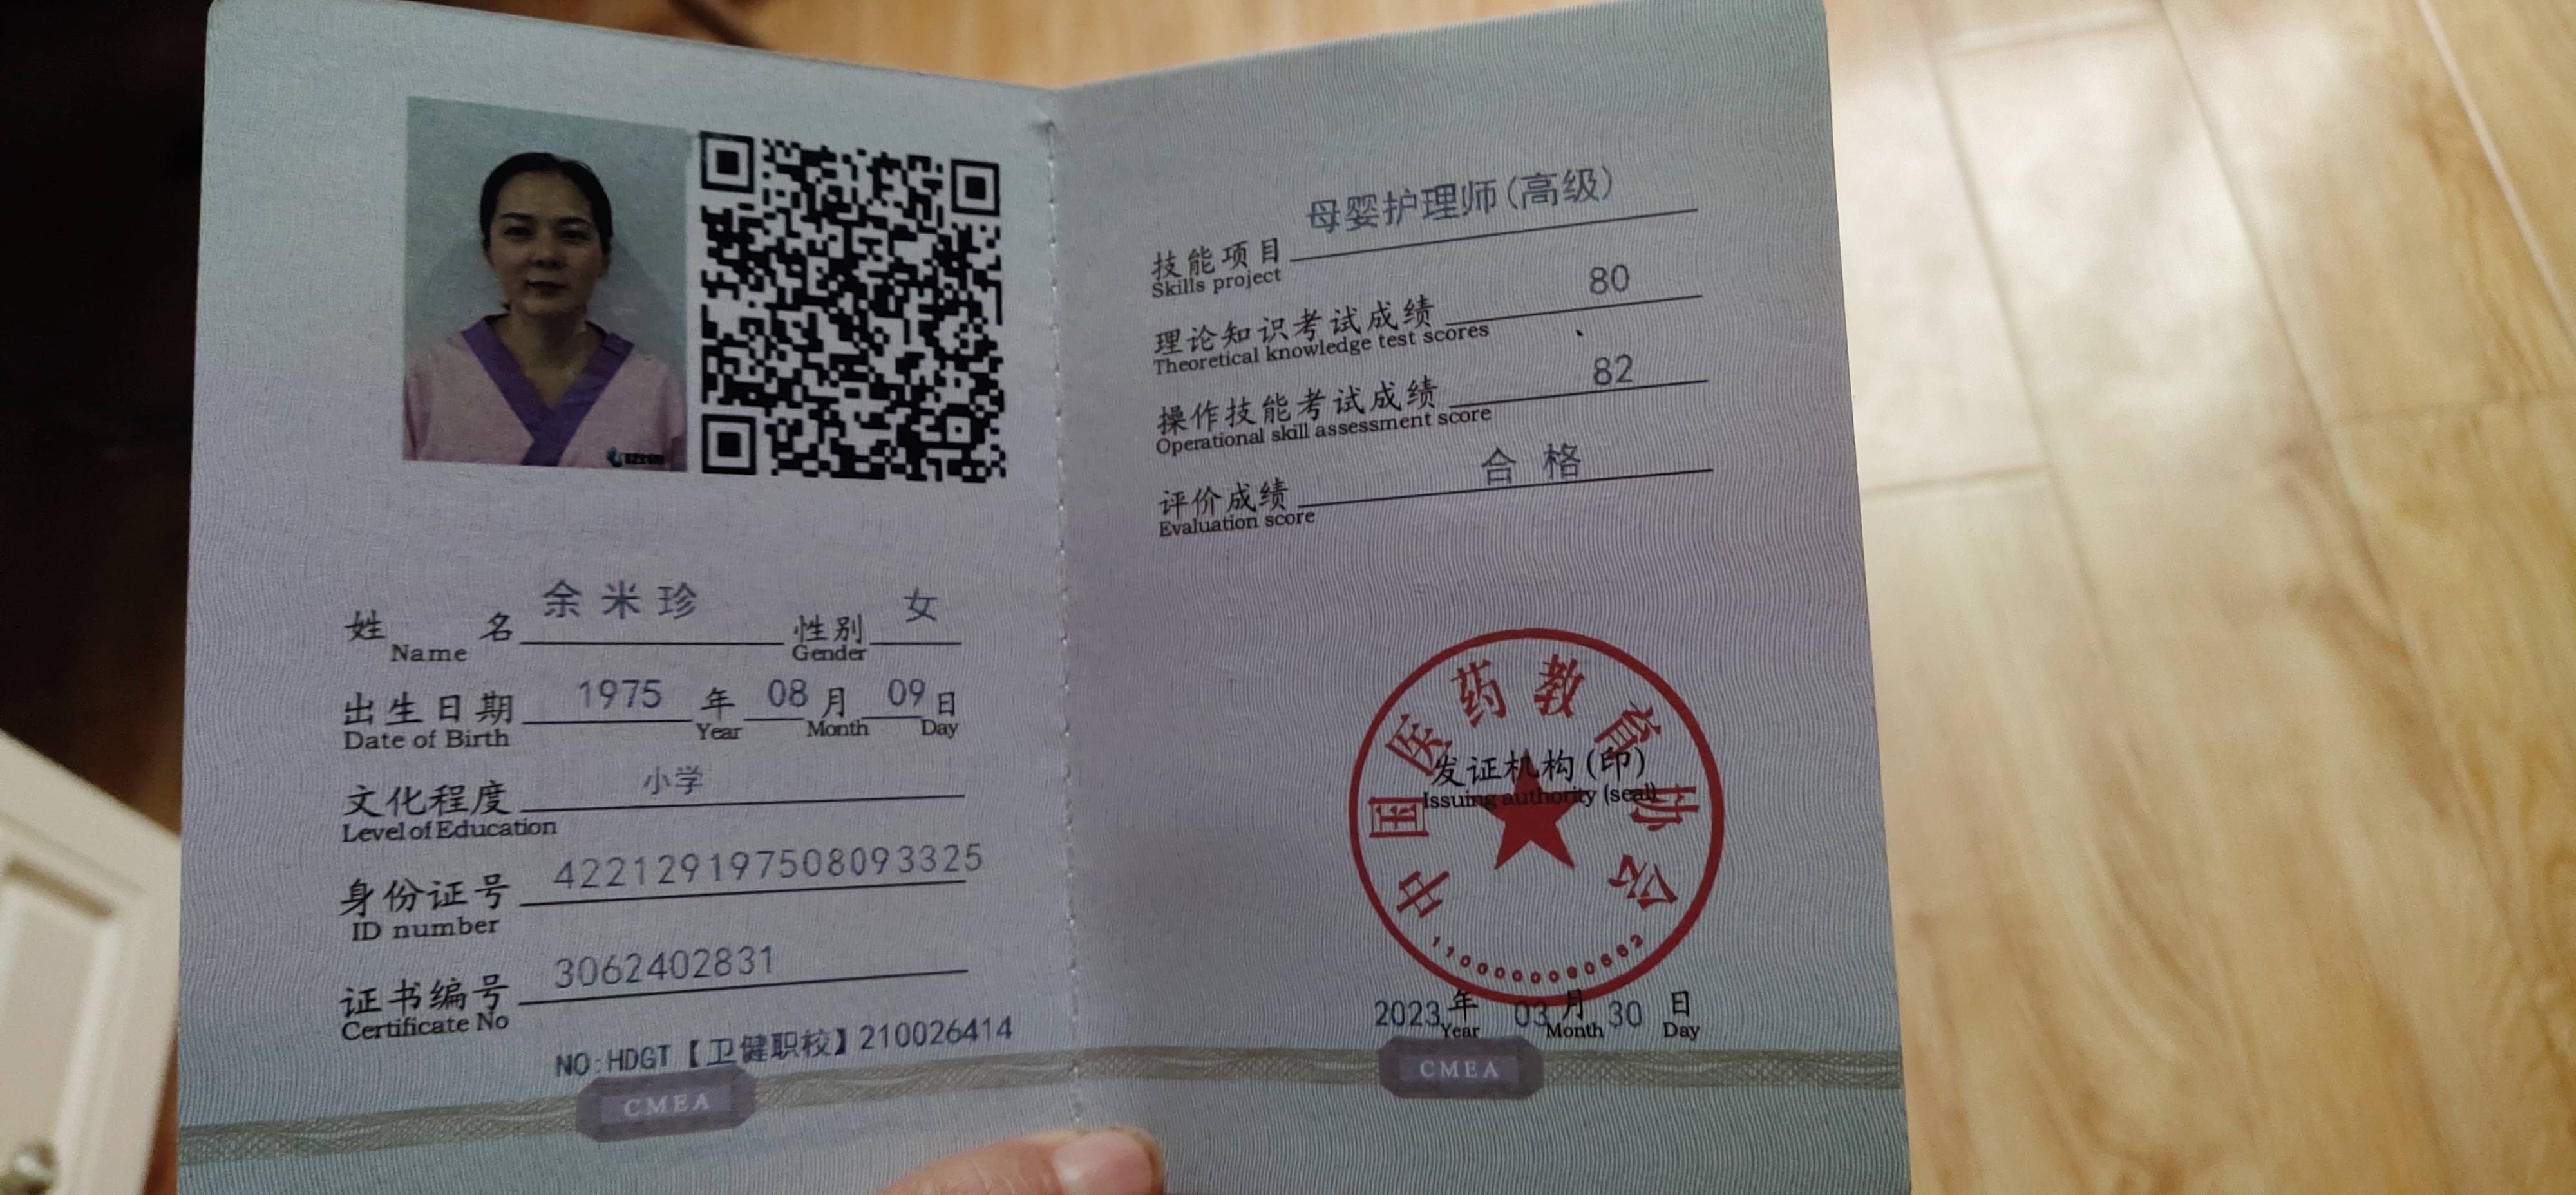 姓名 余米珍 性别 女
Name Gender
出生日期 1975 年 08 月 09 日
Date of Birth Year Month Day
文化程度 小学
Level of Education
身份证号 422129197508093325
ID number
证书编号 3062402831
Certificate No
NO:HDGT【卫健职校】210026414
CMEA
技能项目 母婴护理师(高级)
Skills project
理论知识考试成绩 80
Theoretical knowledge test scores
操作技能考试成绩 82
Operational skill assessment score
评价成绩 合格
Evaluation score
中国医药教育协会
发证机构(印)
Issuing authority (seal)
2023 年 03 月 30 日
Year Month Day
CMEA